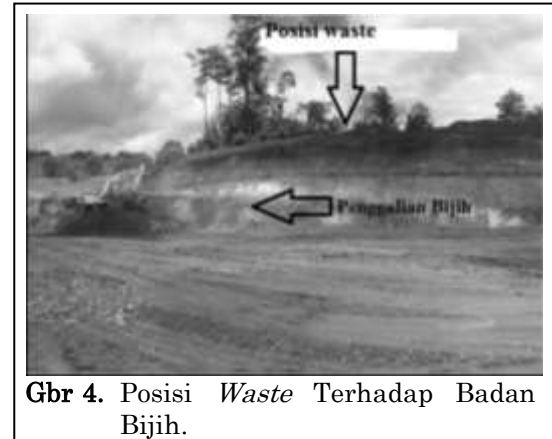 Posisi waste
Penggalian Bijih
Gbr 4. Posisi Waste Terhadap Badan
Bijih.